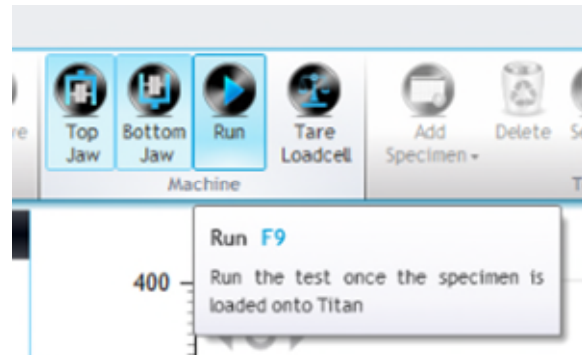 Top Jaw
Bottom Jaw
Run
Tare Loadcell
Add Specimen
Delete
Machine
Run F9
Run the test once the specimen is
loaded onto Titan
400